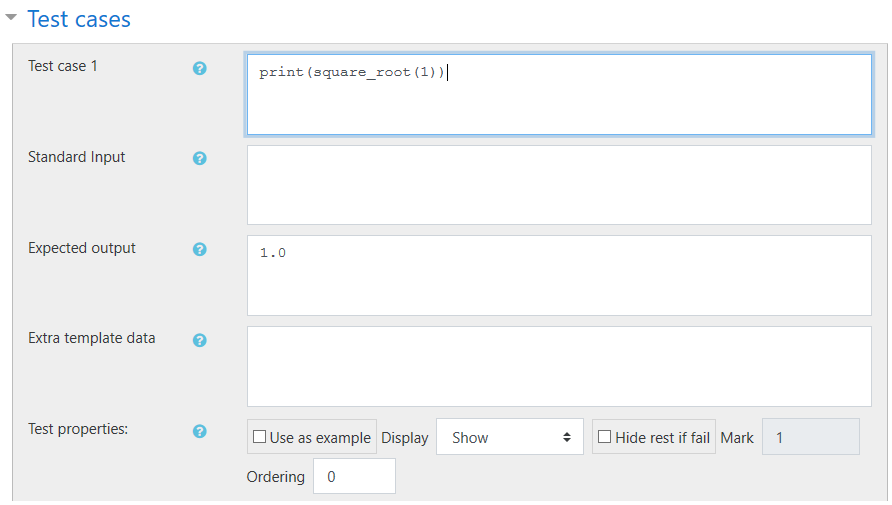 Test cases
Test case 1
?
print(square_root(1))
Standard Input
?
Expected output
?
1.0
Extra template data
?
Test properties:
?
Use as example Display Show Hide rest if fail Mark 1
Ordering 0